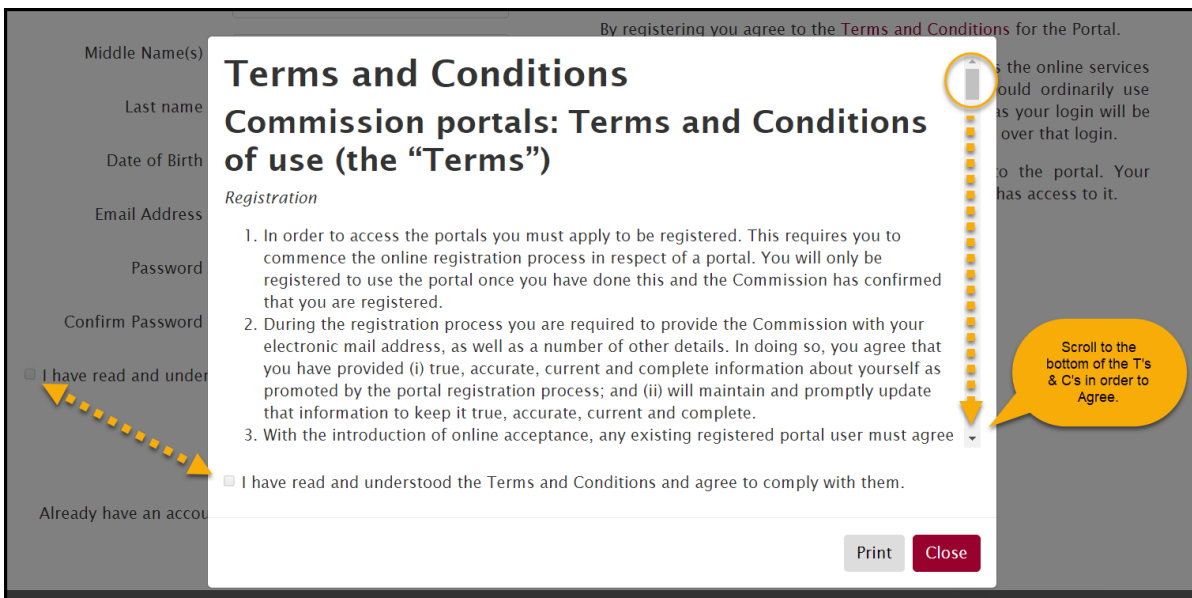 By registering you agree to the Terms and Conditions for the Portal.
Middle Name(s)
Last name
Date of Birth
Email Address
Password
Confirm Password
I have read and under
Already have an accou
s the online services
ould ordinarily use
as your login will be
over that login.
to the portal. Your
has access to it.
Terms and Conditions
Commission portals: Terms and Conditions
of use (the “Terms”)
Registration
1. In order to access the portals you must apply to be registered. This requires you to
commence the online registration process in respect of a portal. You will only be
registered to use the portal once you have done this and the Commission has confirmed
that you are registered.
2. During the registration process you are required to provide the Commission with your
electronic mail address, as well as a number of other details. In doing so, you agree that
you have provided (i) true, accurate, current and complete information about yourself as
promoted by the portal registration process; and (ii) will maintain and promptly update
that information to keep it true, accurate, current and complete.
3. With the introduction of online acceptance, any existing registered portal user must agree
I have read and understood the Terms and Conditions and agree to comply with them.
Print
Close
Scroll to the
bottom of the T's
& C's in order to
Agree.